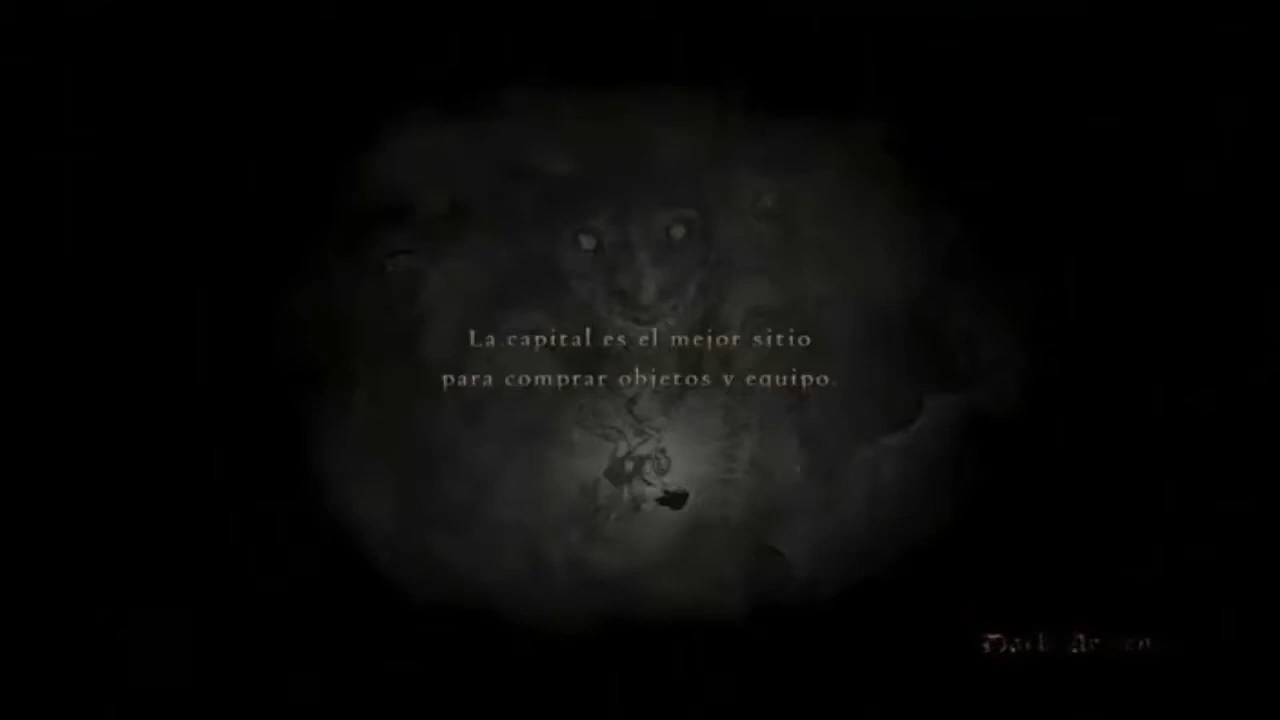 La capital es el mejor sitio
para comprar objetos y equipo.